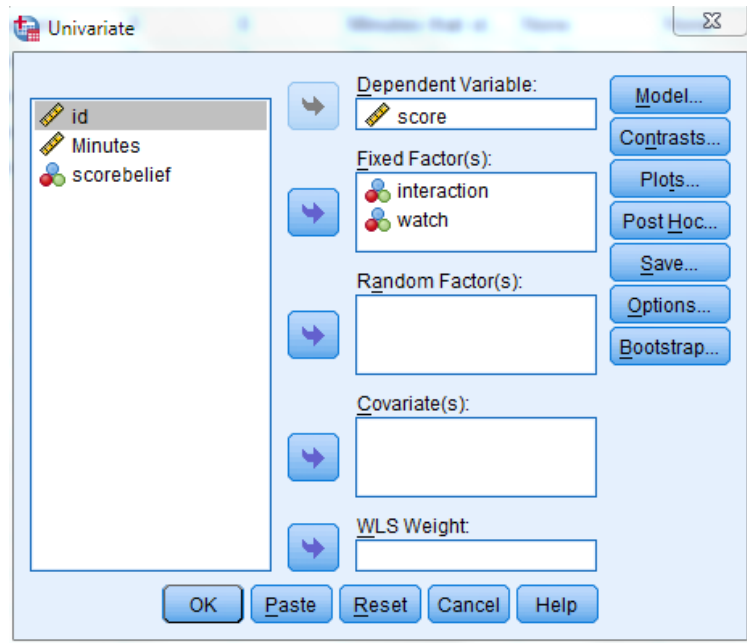 Univariate
id
Minutes
scorebelief
Dependent Variable:
score
Fixed Factor(s):
interaction
watch
Random Factor(s):
Covariate(s):
WLS Weight:
Model...
Contrasts...
Plots...
Post Hoc...
Save...
Options...
Bootstrap...
OK Paste Reset Cancel Help